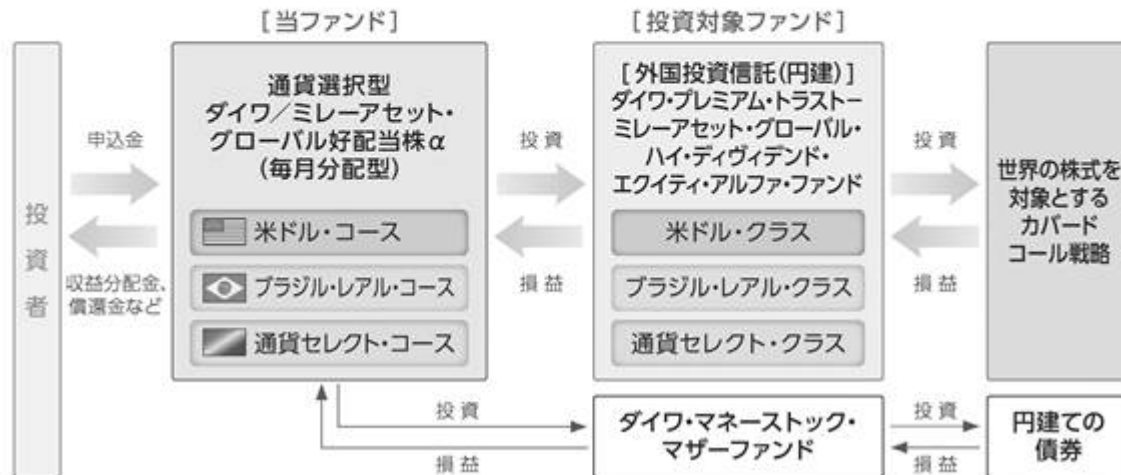 [当ファンド]
[投資対象ファンド]
投資者
申込金
収益分配金、
償還金など
通貨選択型
ダイワ／ミレーアセット・
グローバル好配当株α
(毎月分配型)
米ドル・コース
ブラジル・レアル・コース
通貨セレクト・コース
投資
損益
[外国投資信託(円建)]
ダイワ・プレミアム・トラスト－
ミレーアセット・グローバル・
ハイ・ディヴィデンド・
エクイティ・アルファ・ファンド
米ドル・クラス
ブラジル・レアル・クラス
通貨セレクト・クラス
投資
損益
世界の株式を
対象とする
カバード
コール戦略
投資
損益
ダイワ・マネーストック・
マザーファンド
投資
損益
円建ての
債券